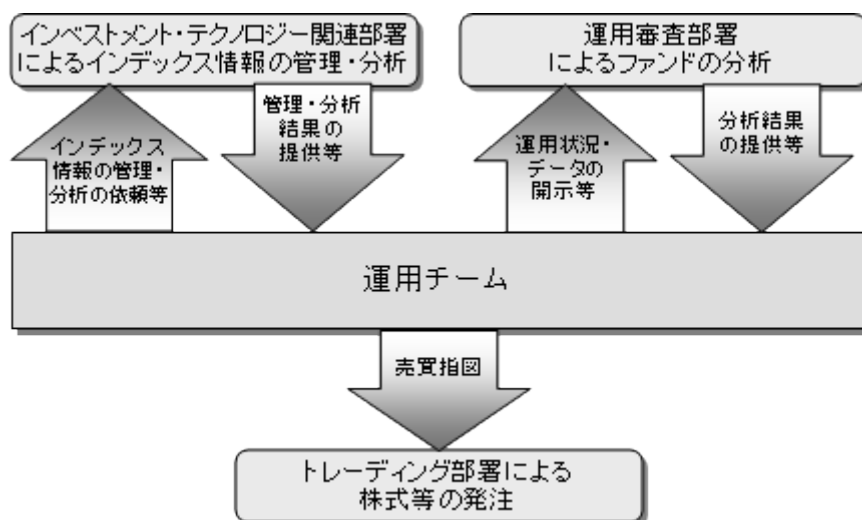 インベストメント・テクノロジー関連部署
によるインデックス情報の管理・分析
運用審査部署
によるファンドの分析
インデックス
情報の管理・
分析の依頼等
管理・分析
結果の
提供等
運用状況・
データの
開示等
分析結果
の提供等
運用チーム
売買指図
トレーディング部署による
株式等の発注